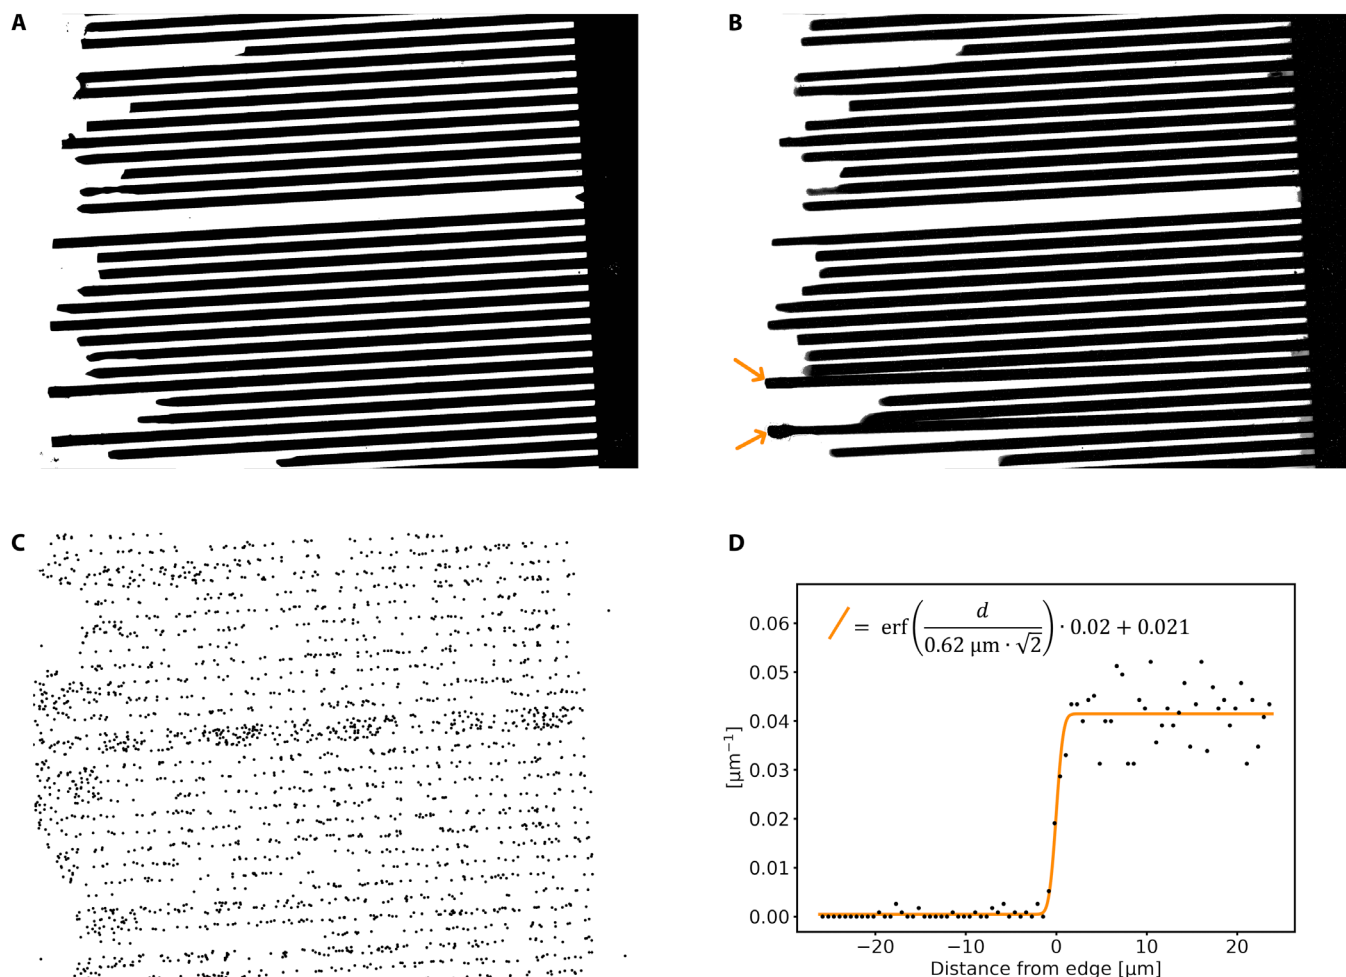 A
B
C
D
= erf(d / 0.62 µm · √2) · 0.02 + 0.021
0.06
0.05
0.04
0.03
0.02
0.01
0.00
[µm⁻¹]
−20 −10 0 10 20
Distance from edge [µm]